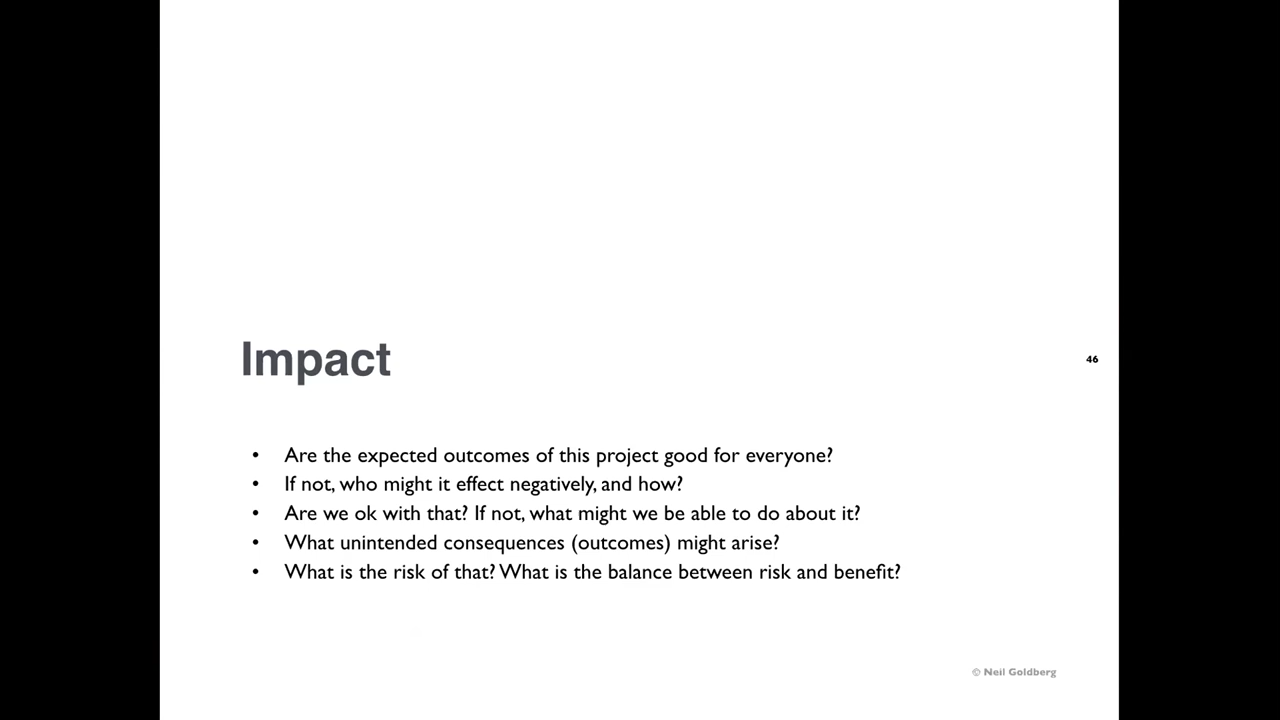 Impact
46
• Are the expected outcomes of this project good for everyone?
• If not, who might it effect negatively, and how?
• Are we ok with that? If not, what might we be able to do about it?
• What unintended consequences (outcomes) might arise?
• What is the risk of that? What is the balance between risk and benefit?
© Neil Goldberg